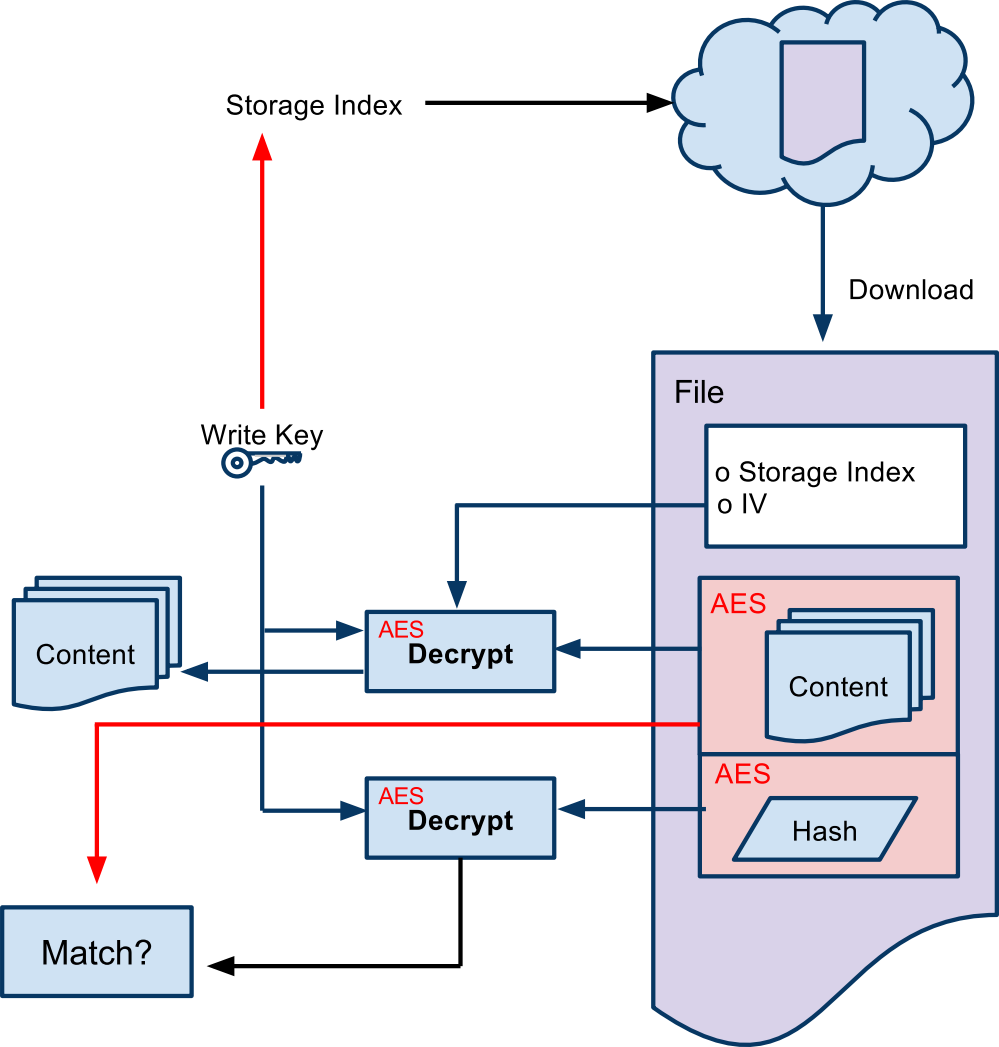 Storage Index
Download
File
Write Key
o Storage Index
o IV
AES
Content
AES
Decrypt
Content
AES
Hash
AES
Decrypt
Match?